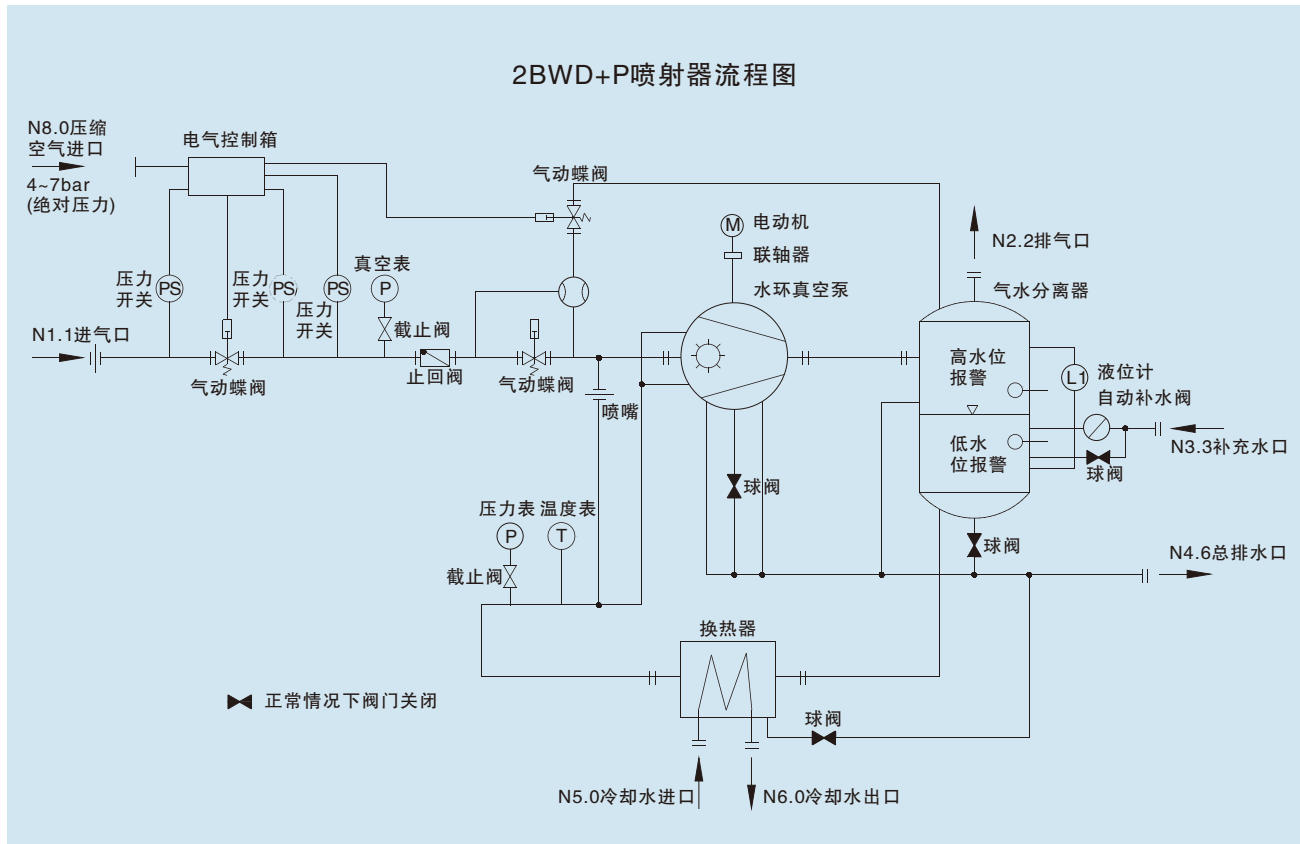 2BWD+P喷射器流程图
N8.0压缩
空气进口
4~7bar
(绝对压力)
电气控制箱
气动蝶阀
M
电动机
联轴器
水环真空泵
N2.2排气口
气水分离器
压力
开关
PS
压力
开关
PS
压力
开关
PS
真空表
P
截止阀
N1.1进气口
气动蝶阀
止回阀
气动蝶阀
喷嘴
高水位
报警
L1
液位计
自动补水阀
低水
位报警
N3.3补充水口
球阀
球阀
压力表
温度表
P
T
截止阀
球阀
N4.6总排水口
换热器
正常情况下阀门关闭
球阀
N5.0冷却水进口
N6.0冷却水出口